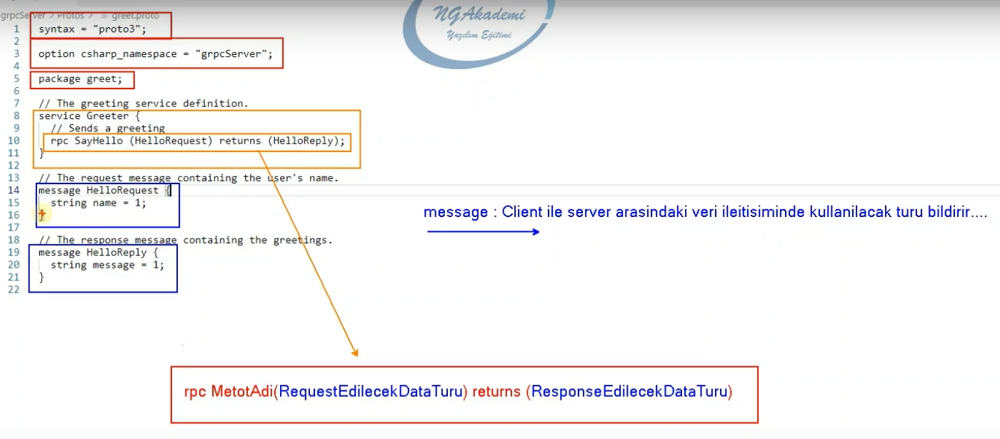 grpcServer > Protos > greet.proto
NGAkademi
Yazılım Eğitimi
1 syntax = "proto3";
2
3 option csharp_namespace = "grpcServer";
4
5 package greet;
6
7 // The greeting service definition.
8 service Greeter {
9 // Sends a greeting
10 rpc SayHello (HelloRequest) returns (HelloReply);
11 }
12
13 // The request message containing the user's name.
14 message HelloRequest {
15 string name = 1;
16 }
17
18 // The response message containing the greetings.
19 message HelloReply {
20 string message = 1;
21 }
22
message : Client ile server arasindaki veri ileitisiminde kullanilacak turu bildirir....
rpc MetotAdi(RequestEdilecekDataTuru) returns (ResponseEdilecekDataTuru)